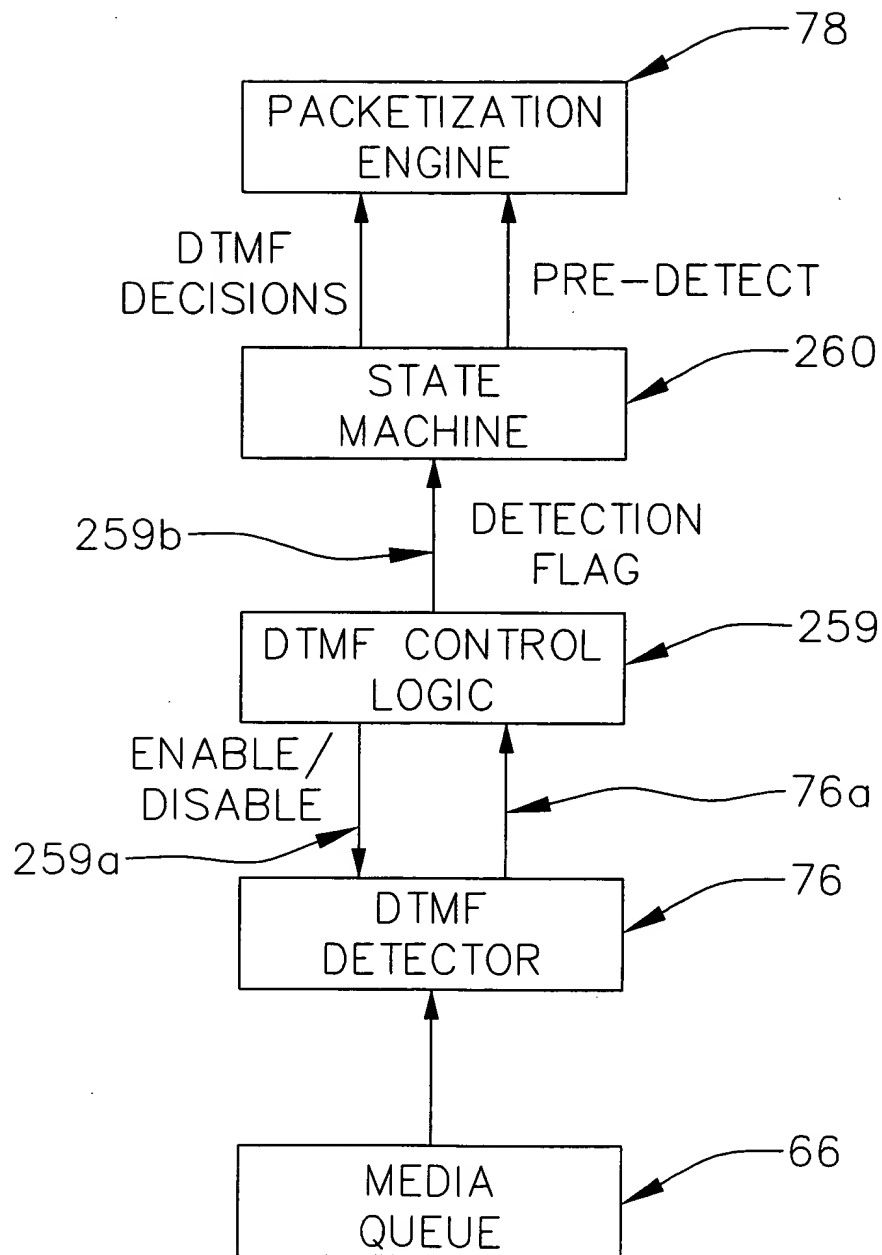 78
PACKETIZATION
ENGINE
DTMF
DECISIONS
PRE-DETECT
260
STATE
MACHINE
259b
DETECTION
FLAG
259
DTMF CONTROL
LOGIC
ENABLE/
DISABLE
76a
259a
76
DTMF
DETECTOR
66
MEDIA
QUEUE